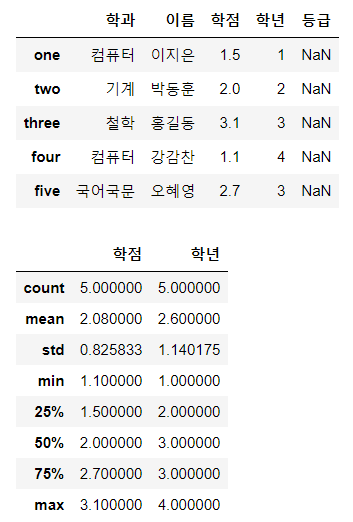 학과 이름 학점 학년 등급
one 컴퓨터 이지은 1.5 1 NaN
two 기계 박동훈 2.0 2 NaN
three 철학 홍길동 3.1 3 NaN
four 컴퓨터 강감찬 1.1 4 NaN
five 국어국문 오혜영 2.7 3 NaN
학점 학년
count 5.000000 5.000000
mean 2.080000 2.600000
std 0.825833 1.140175
min 1.100000 1.000000
25% 1.500000 2.000000
50% 2.000000 3.000000
75% 2.700000 3.000000
max 3.100000 4.000000